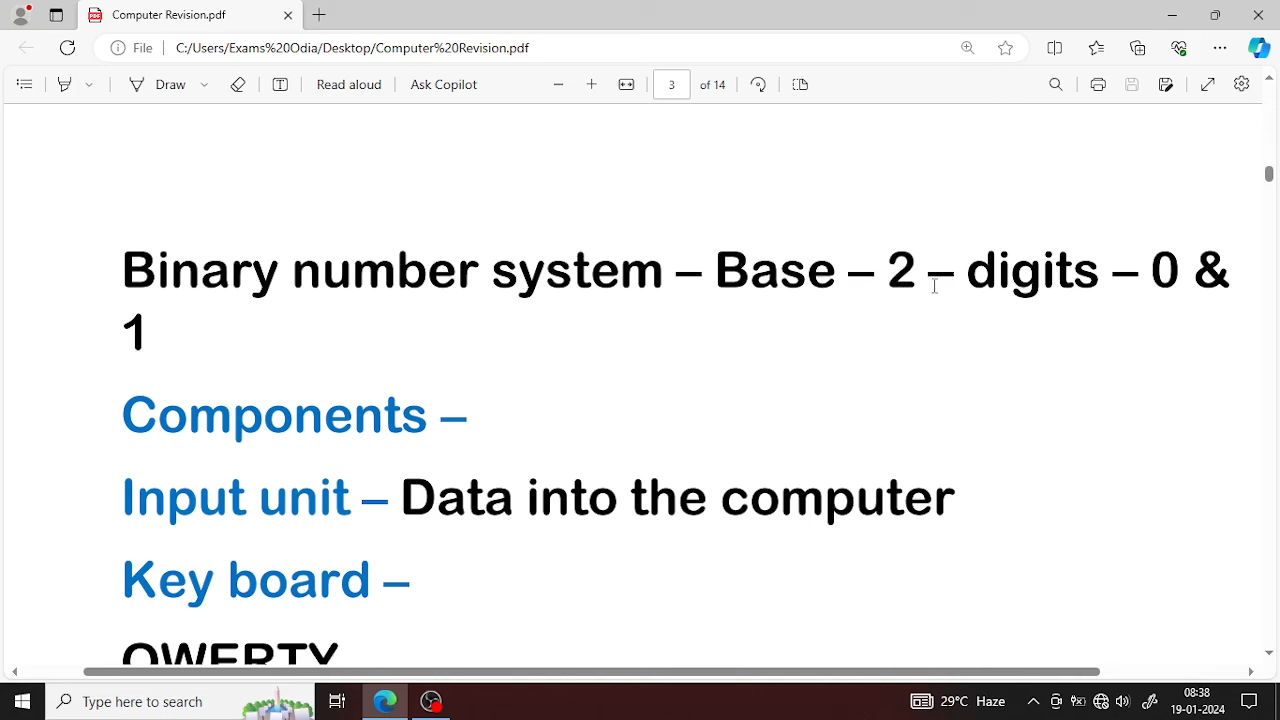 Computer Revision.pdf
File
C:/Users/Exams%20Odia/Desktop/Computer%20Revision.pdf
Draw
Read aloud
Ask Copilot
3 of 14
Binary number system – Base – 2 – digits – 0 &
1
Components –
Input unit – Data into the computer
Key board –
QWERTY
Type here to search
29°C Haze
08:38
19-01-2024